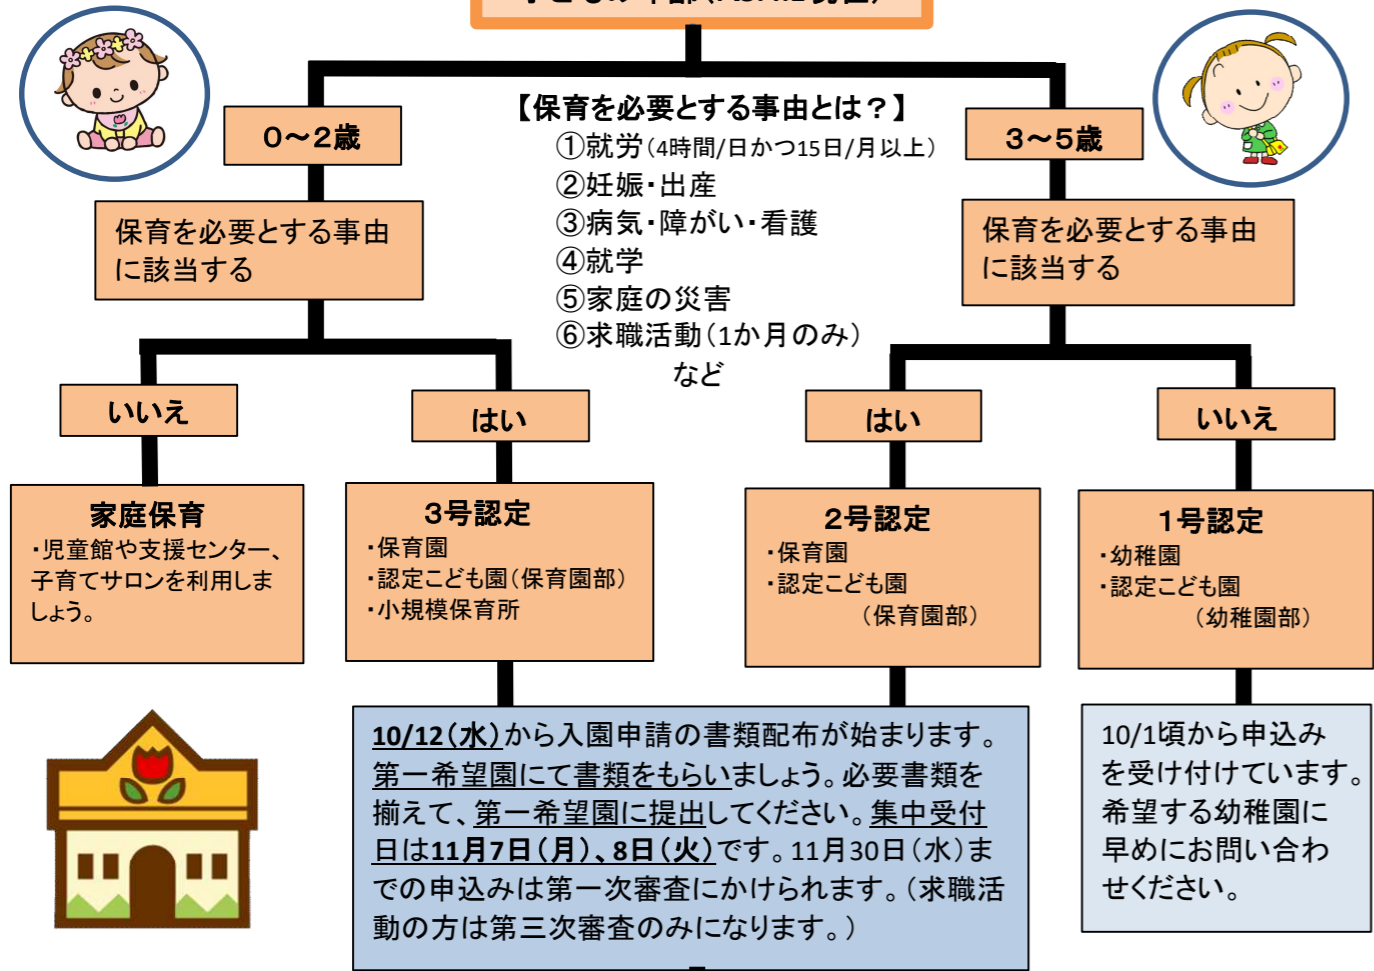 0～2歳
【保育を必要とする事由とは？】
①就労（4時間/日かつ15日/月以上）
②妊娠・出産
③病気・障がい・看護
④就学
⑤家庭の災害
⑥求職活動（1か月のみ）
など
3～5歳
保育を必要とする事由
に該当する
保育を必要とする事由
に該当する
いいえ
はい
はい
いいえ
家庭保育
・児童館や支援センター、
子育てサロンを利用しま
しょう。
3号認定
・保育園
・認定こども園（保育園部）
・小規模保育所
2号認定
・保育園
・認定こども園
（保育園部）
1号認定
・幼稚園
・認定こども園
（幼稚園部）
10/12（水）から入園申請の書類配布が始まります。
第一希望園にて書類をもらいましょう。必要書類を
揃えて、第一希望園に提出してください。集中受付
日は11月7日（月）、8日（火）です。11月30日（水）ま
での申込みは第一次審査にかけられます。（求職活
動の方は第三次審査のみになります。）
10/1頃から申込み
を受け付けています。
希望する幼稚園に
早めにお問い合わ
せください。